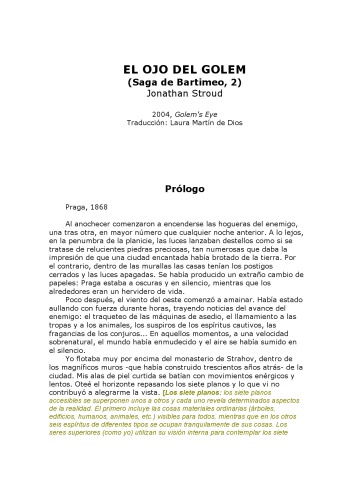 EL OJO DEL GOLEM
(Saga de Bartimeo, 2)
Jonathan Stroud
2004, Golem's Eye
Traducción: Laura Martín de Dios
Prólogo
Praga, 1868
Al anochecer comenzaron a encenderse las hogueras del enemigo,
una tras otra, en mayor número que cualquier noche anterior. A lo lejos,
en la penumbra de la planicie, las luces lanzaban destellos como si se
tratase de relucientes piedras preciosas, tan numerosas que daba la
impresión de que una ciudad encantada había brotado de la tierra. Por
el contrario, dentro de las murallas las casas tenían los postigos
cerrados y las luces apagadas. Se había producido un extraño cambio de
papeles: Praga estaba a oscuras y en silencio, mientras que los
alrededores eran un hervidero de vida.
Poco después, el viento del oeste comenzó a amainar. Había estado
aullando con fuerza durante horas, trayendo noticias del avance del
enemigo: el traqueteo de las máquinas de asedio, el llamamiento a las
tropas y a los animales, los suspiros de los espíritus cautivos, las
fragancias de los conjuros... En aquellos momentos, a una velocidad
sobrenatural, el mundo había enmudecido y el aire se había sumido en
el silencio.
Yo flotaba muy por encima del monasterio de Strahov, dentro de
los magníficos muros -que había construido trescientos años atrás- de la
ciudad. Mis alas de piel curtida se batían con movimientos enérgicos y
lentos. Oteé el horizonte repasando los siete planos y lo que vi no
contribuyó a alegrarme la vista. [Los siete planos: los siete planos
accesibles se superponen unos a otros y cada uno revela determinados aspectos
de la realidad. El primero incluye las cosas materiales ordinarias (árboles,
edificios, humanos, animales, etc.) visibles para todos, mientras que en los otros
seis espíritus de diferentes tipos se ocupan tranquilamente de sus cosas. Los
seres superiores (como yo) utilizan su visión interna para contemplar los siete